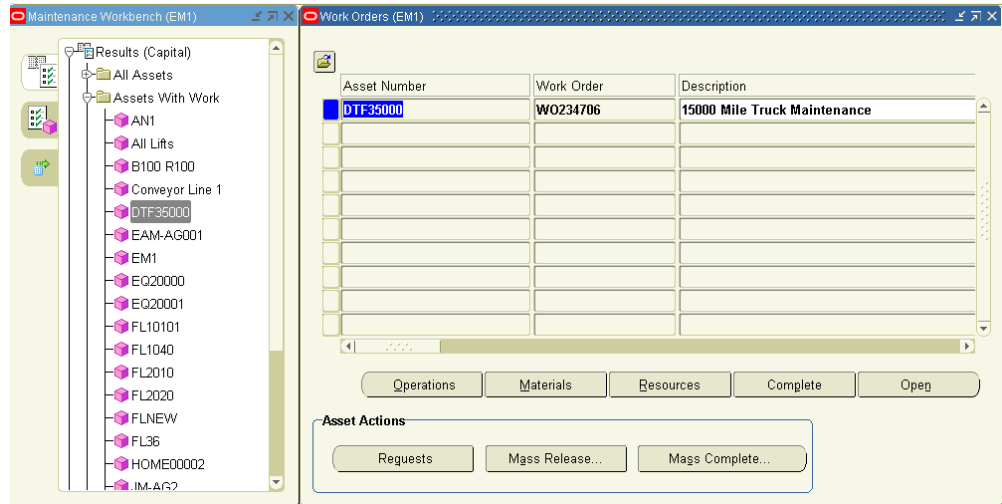 Maintenance Workbench (EM1)
Results (Capital)
All Assets
Assets With Work
AN1
All Lifts
B100 R100
Conveyor Line 1
DTF35000
EAM-AG001
EM1
EQ20000
EQ20001
FL10101
FL1040
FL2010
FL2020
FLNEW
FL36
HOME00002
JM-AG2
Work Orders (EM1)
Asset Number Work Order Description
DTF35000 WO234706 15000 Mile Truck Maintenance
Operations Materials Resources Complete Open
Asset Actions
Requests Mass Release... Mass Complete...